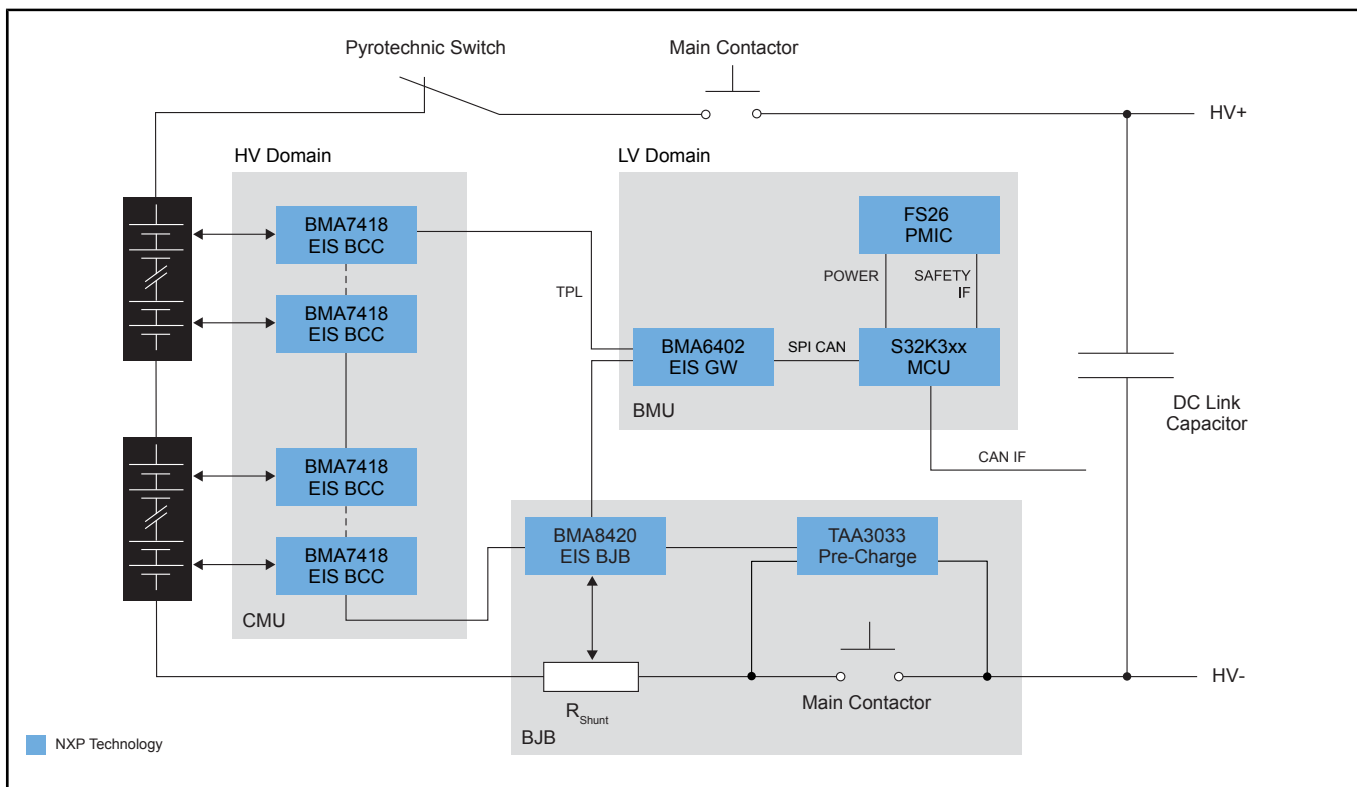 Pyrotechnic Switch
Main Contactor
HV+
HV Domain
LV Domain
BMA7418
EIS BCC
BMA7418
EIS BCC
BMA7418
EIS BCC
BMA7418
EIS BCC
CMU
TPL
FS26
PMIC
POWER
SAFETY
IF
BMA6402
EIS GW
SPI CAN
S32K3xx
MCU
BMU
CAN IF
DC Link
Capacitor
BMA8420
EIS BJB
TAA3033
Pre-Charge
Main Contactor
RShunt
BJB
HV-
NXP Technology